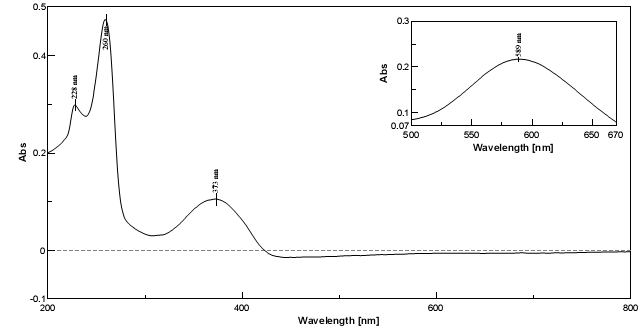 0.5
0.4
0.2
0
-0.1
Abs
200
400
600
800
Wavelength [nm]
228 nm
260 nm
373 nm
0.3
0.2
0.1
0.07
Abs
500
550
600
650
670
Wavelength [nm]
589 nm